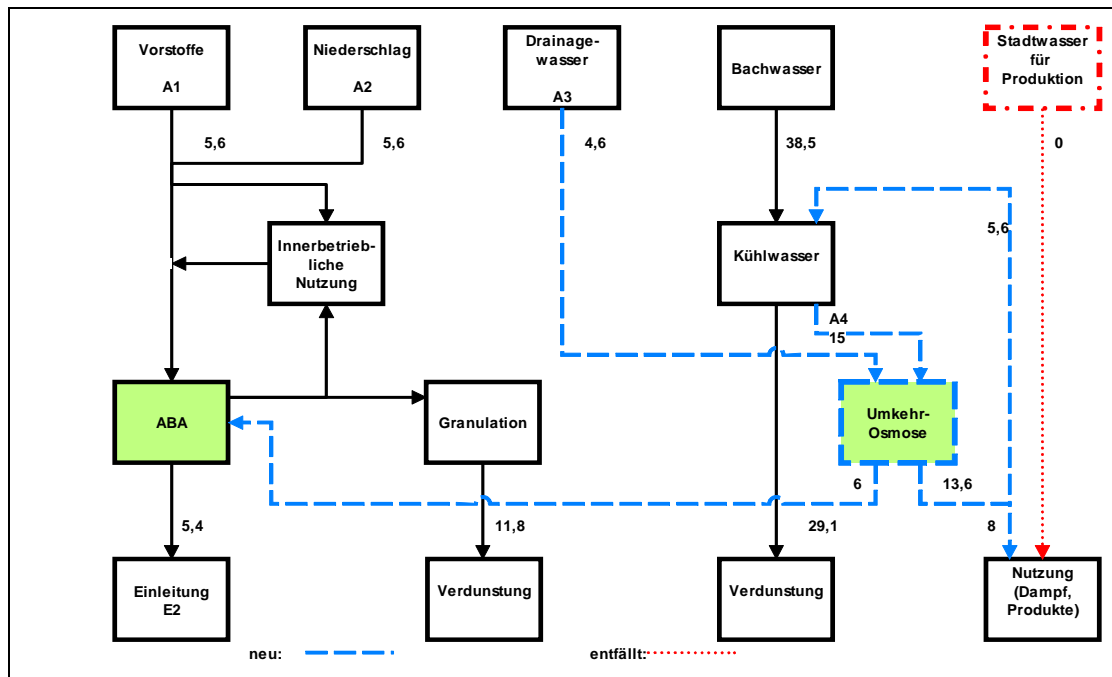 Vorstoffe
A1
Niederschlag
A2
Drainage-
wasser
A3
Bachwasser
Stadtwasser
für
Produktion
5,6
5,6
4,6
38,5
0
Innerbetrieb-
liche
Nutzung
Kühlwasser
5,6
A4
15
ABA
Granulation
Umkehr-
Osmose
6
13,6
5,4
11,8
29,1
8
Einleitung
E2
Verdunstung
Verdunstung
Nutzung
(Dampf,
Produkte)
neu:
entfällt: